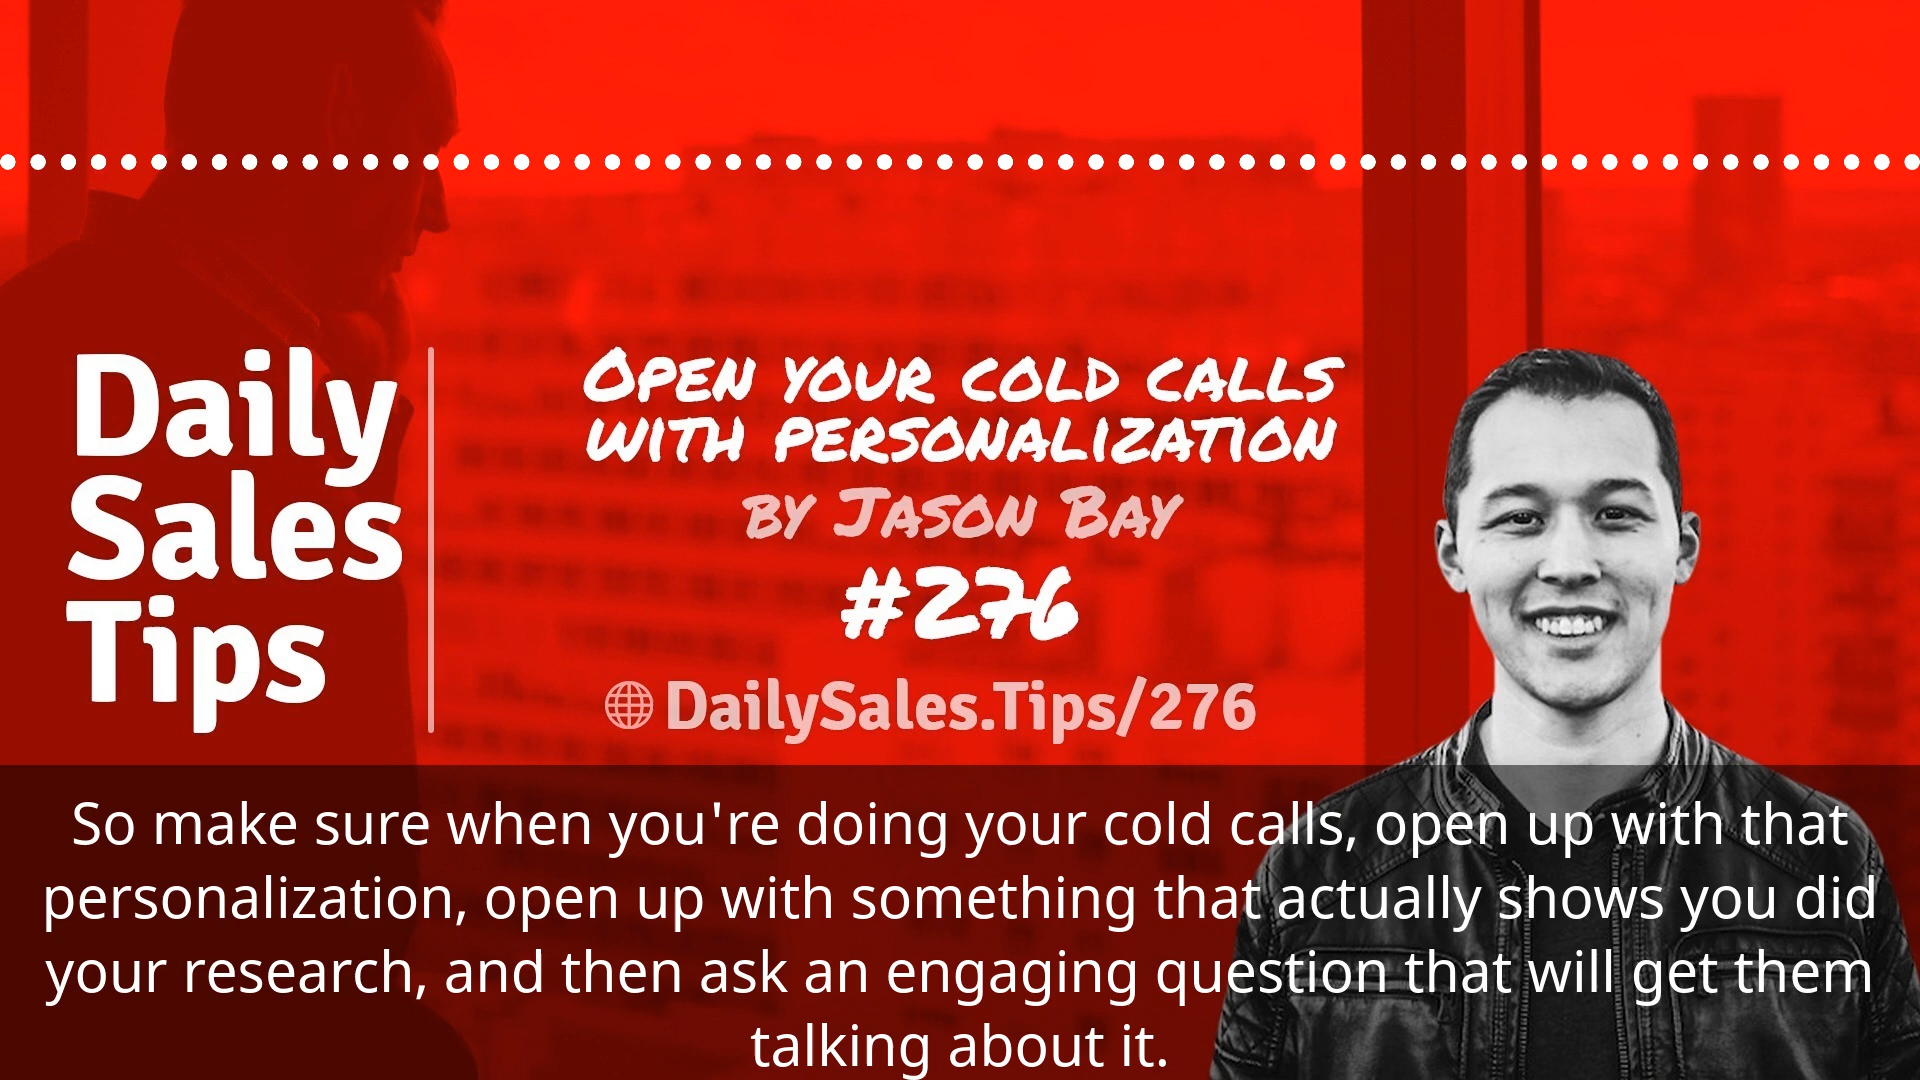 Daily
Sales
Tips
Open your cold calls
with personalization
by Jason Bay
#276
DailySales.Tips/276
So make sure when you're doing your cold calls, open up with that
personalization, open up with something that actually shows you did
your research, and then ask an engaging question that will get them
talking about it.